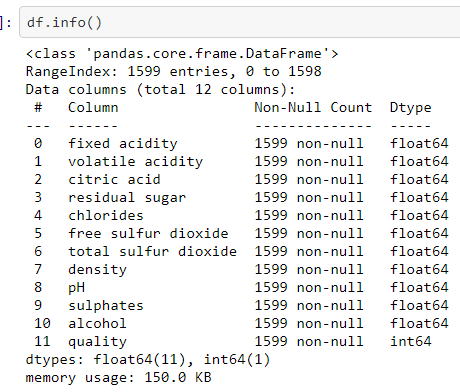 ]: df.info()
<class 'pandas.core.frame.DataFrame'>
RangeIndex: 1599 entries, 0 to 1598
Data columns (total 12 columns):
 #   Column                Non-Null Count  Dtype
---  ------                --------------  -----
 0   fixed acidity         1599 non-null   float64
 1   volatile acidity      1599 non-null   float64
 2   citric acid           1599 non-null   float64
 3   residual sugar        1599 non-null   float64
 4   chlorides             1599 non-null   float64
 5   free sulfur dioxide   1599 non-null   float64
 6   total sulfur dioxide  1599 non-null   float64
 7   density               1599 non-null   float64
 8   pH                    1599 non-null   float64
 9   sulphates             1599 non-null   float64
 10  alcohol               1599 non-null   float64
 11  quality               1599 non-null   int64
dtypes: float64(11), int64(1)
memory usage: 150.0 KB